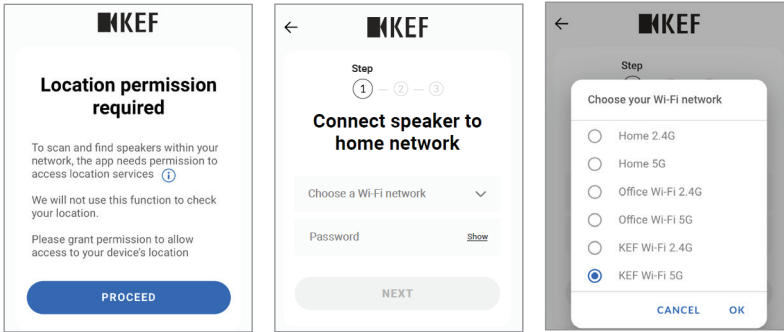 KEF
Location permission
required
To scan and find speakers within your
network, the app needs permission to
access location services
We will not use this function to check
your location.
Please grant permission to allow
access to your device's location
PROCEED
KEF
Step
1 2 3
Connect speaker to
home network
Choose a Wi-Fi network
Password Show
NEXT
KEF
Step
Choose your Wi-Fi network
Home 2.4G
Home 5G
Office Wi-Fi 2.4G
Office Wi-Fi 5G
KEF Wi-Fi 2.4G
KEF Wi-Fi 5G
CANCEL OK